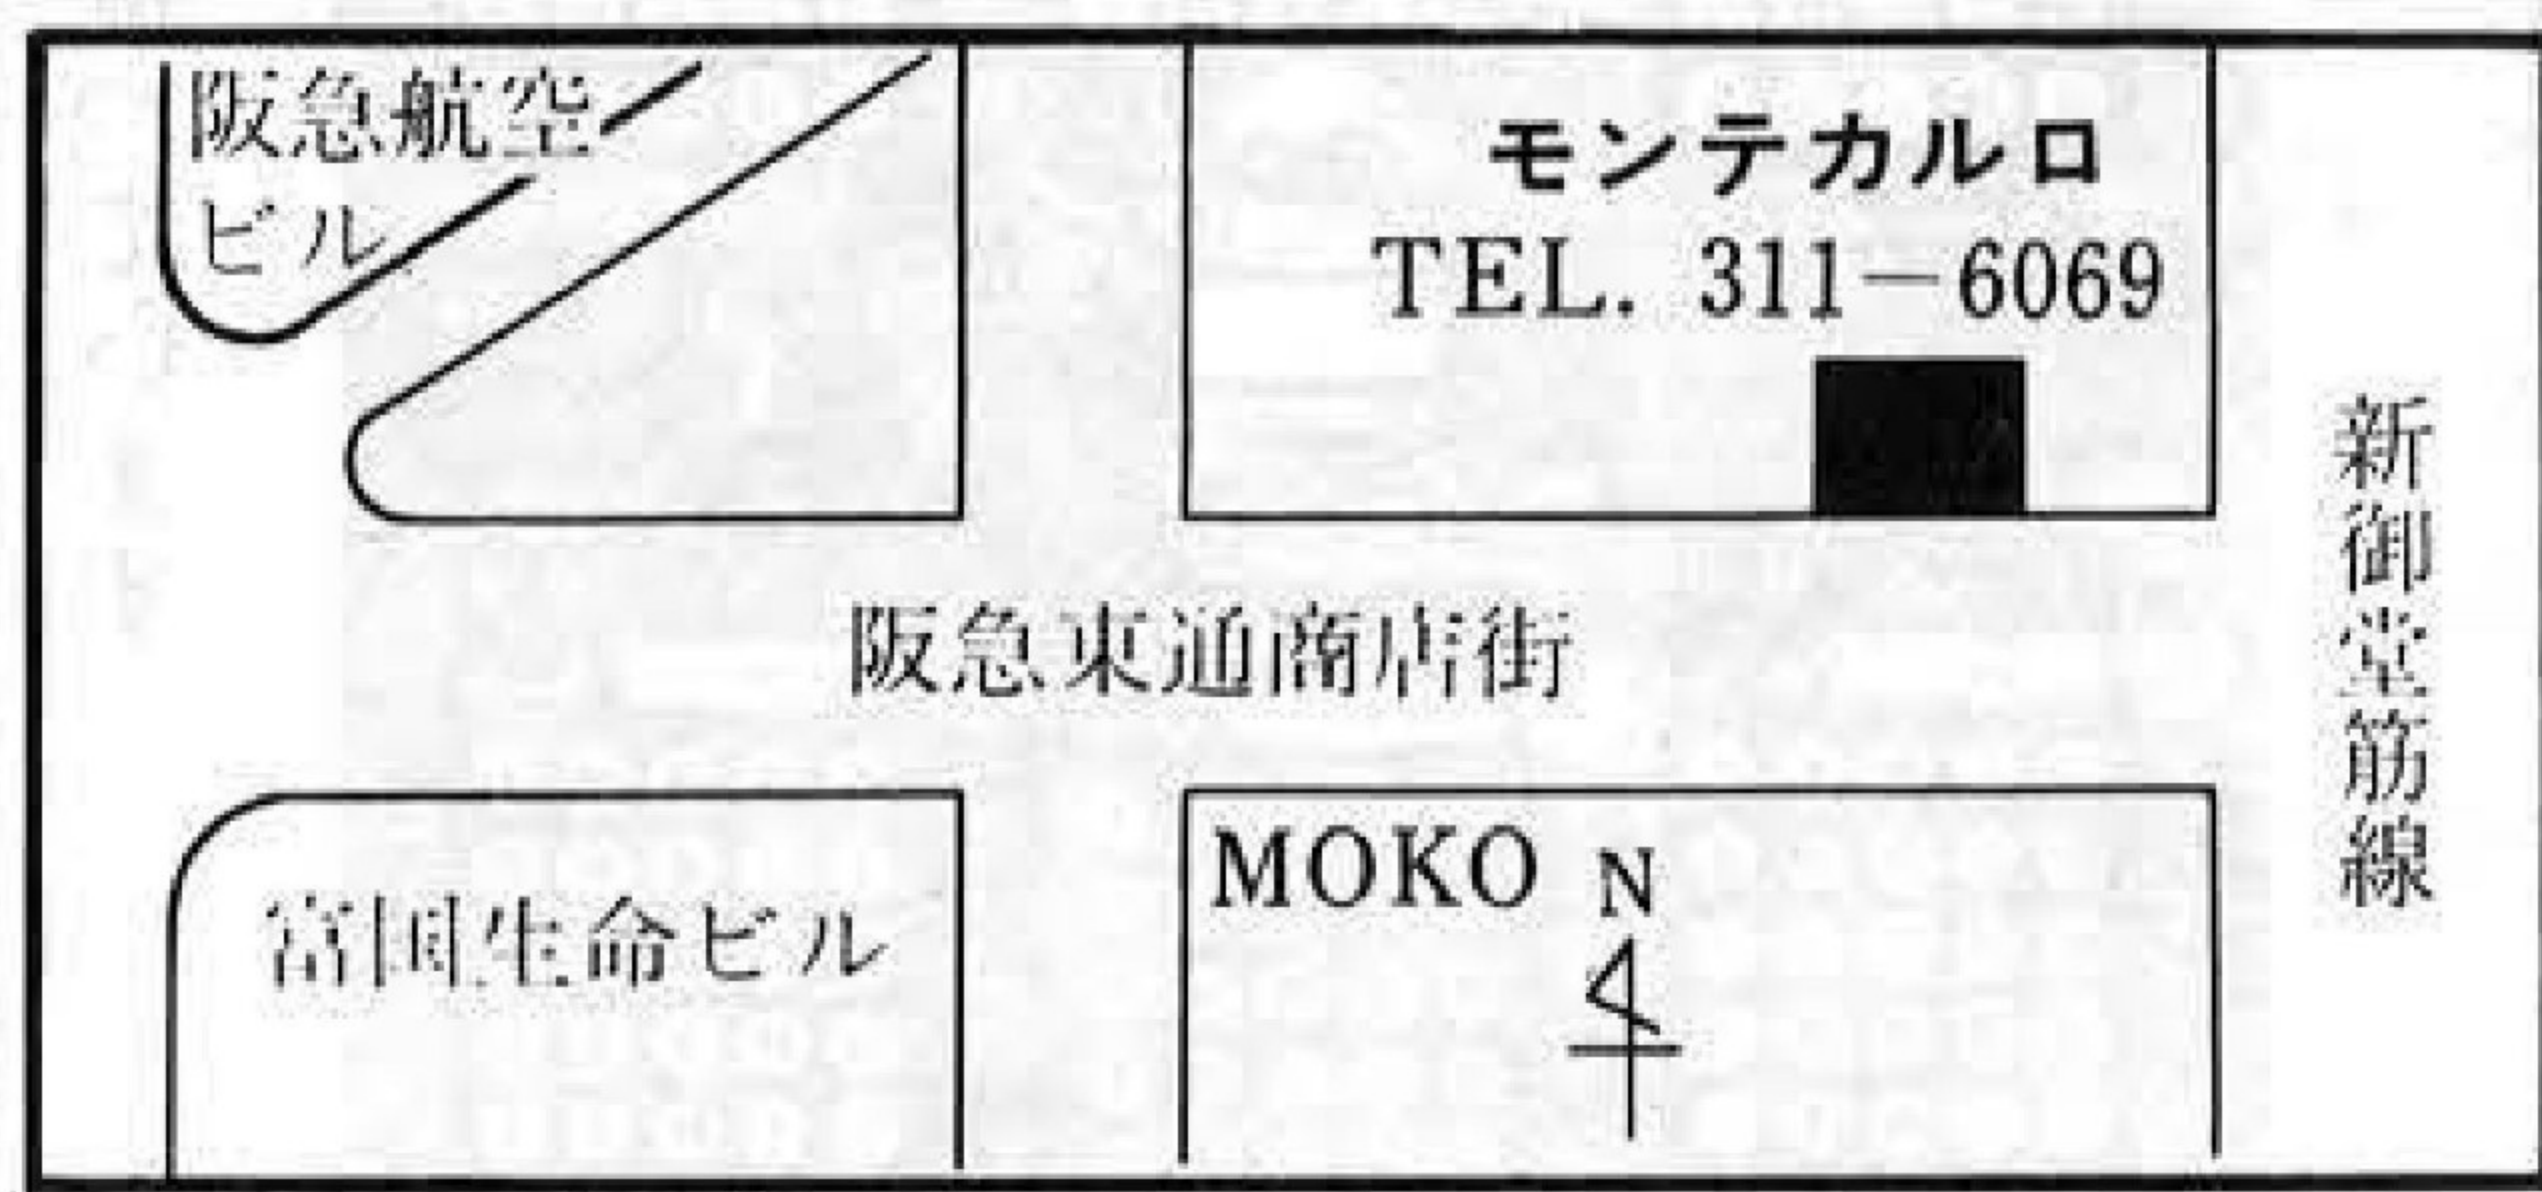 阪急航空
ビル
モンテカルロ
TEL. 311－6069
新御堂筋線
阪急東通商店街
MOKO
N
富国生命ビル